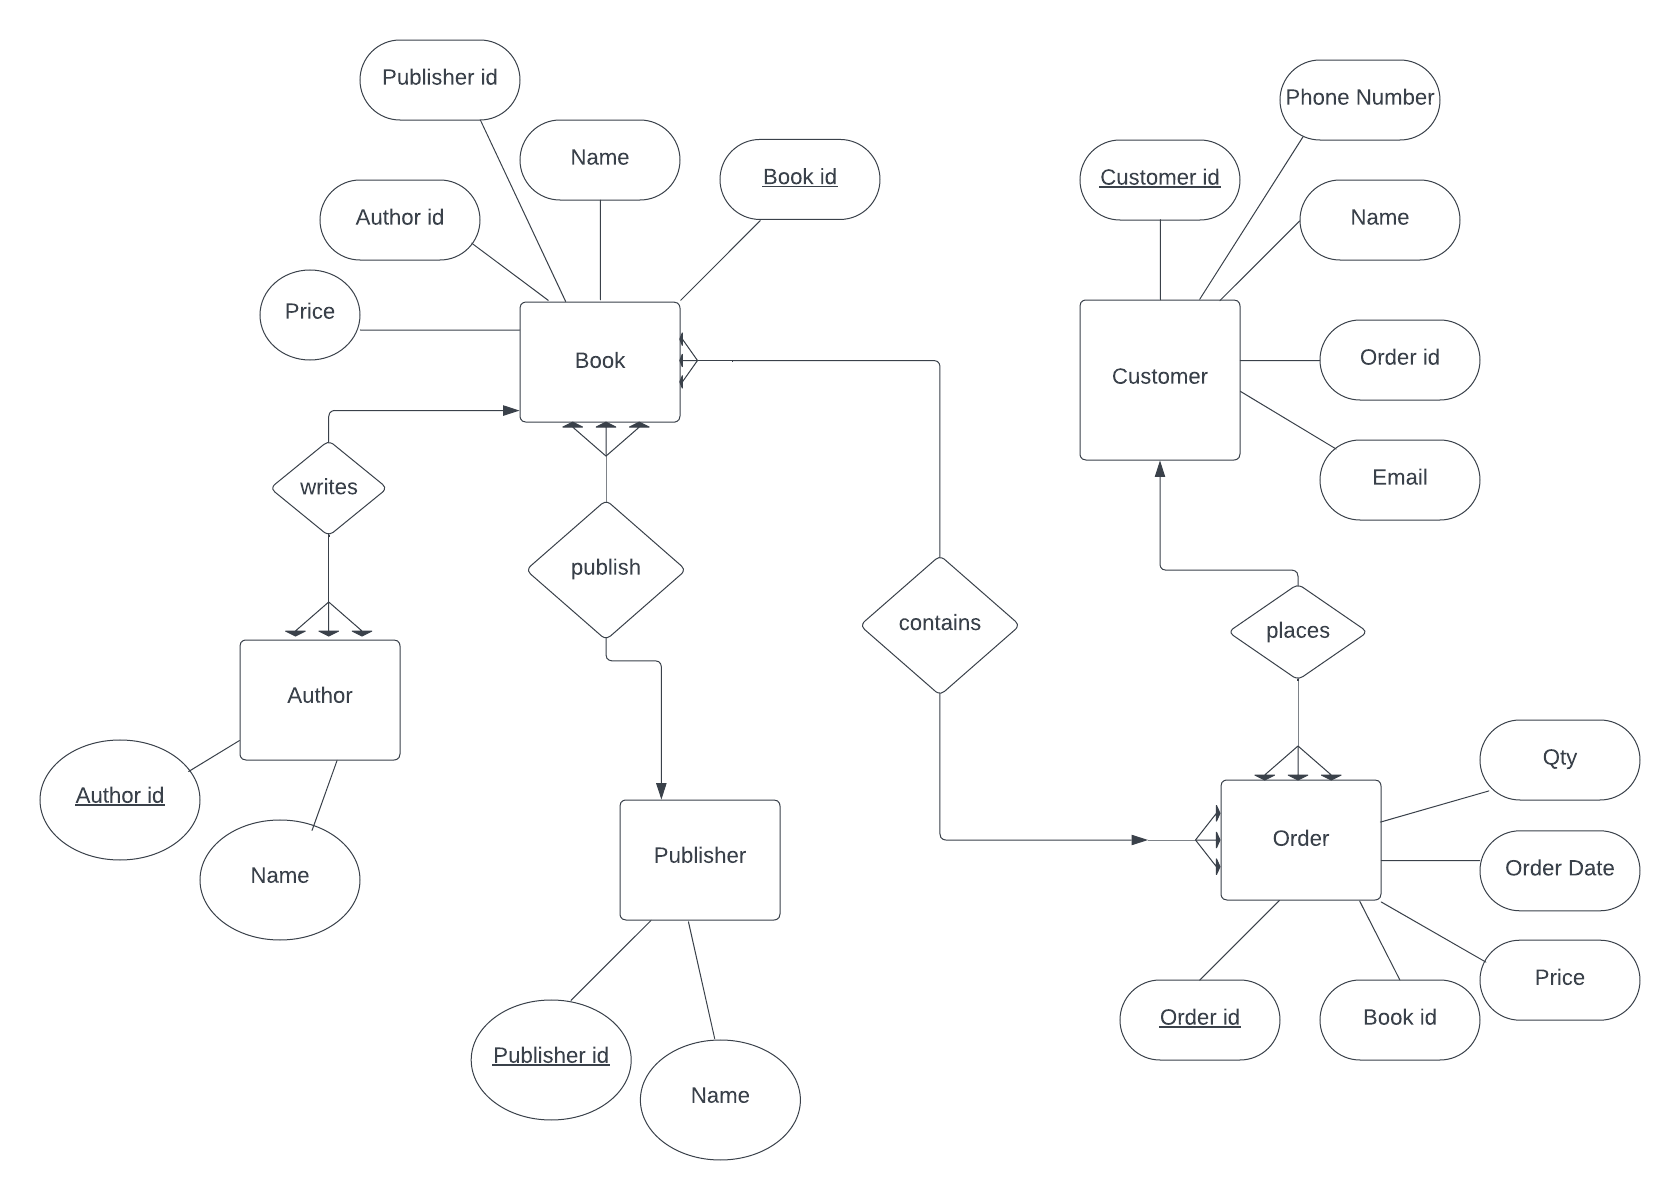 Publisher id
Phone Number
Name
Book id
Customer id
Author id
Name
Price
Order id
Book
Customer
Email
writes
publish
contains
places
Author
Qty
Author id
Publisher
Order
Order Date
Name
Price
Order id
Book id
Publisher id
Name